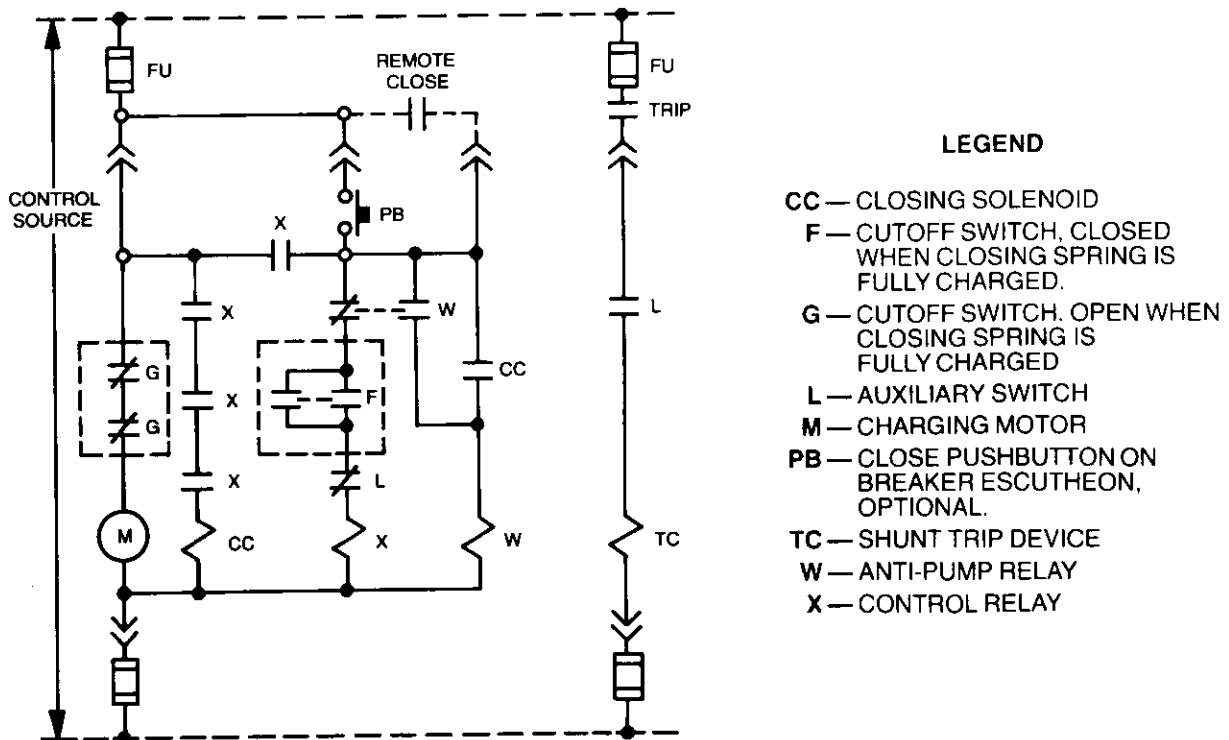 FU
REMOTE
CLOSE
FU
TRIP
CONTROL
SOURCE
PB
X
X
W
L
G
CC
X
F
G
X
L
M
CC
X
W
TC
LEGEND
CC — CLOSING SOLENOID
F — CUTOFF SWITCH, CLOSED
WHEN CLOSING SPRING IS
FULLY CHARGED.
G — CUTOFF SWITCH. OPEN WHEN
CLOSING SPRING IS
FULLY CHARGED
L — AUXILIARY SWITCH
M — CHARGING MOTOR
PB — CLOSE PUSHBUTTON ON
BREAKER ESCUTHEON,
OPTIONAL.
TC — SHUNT TRIP DEVICE
W — ANTI-PUMP RELAY
X — CONTROL RELAY